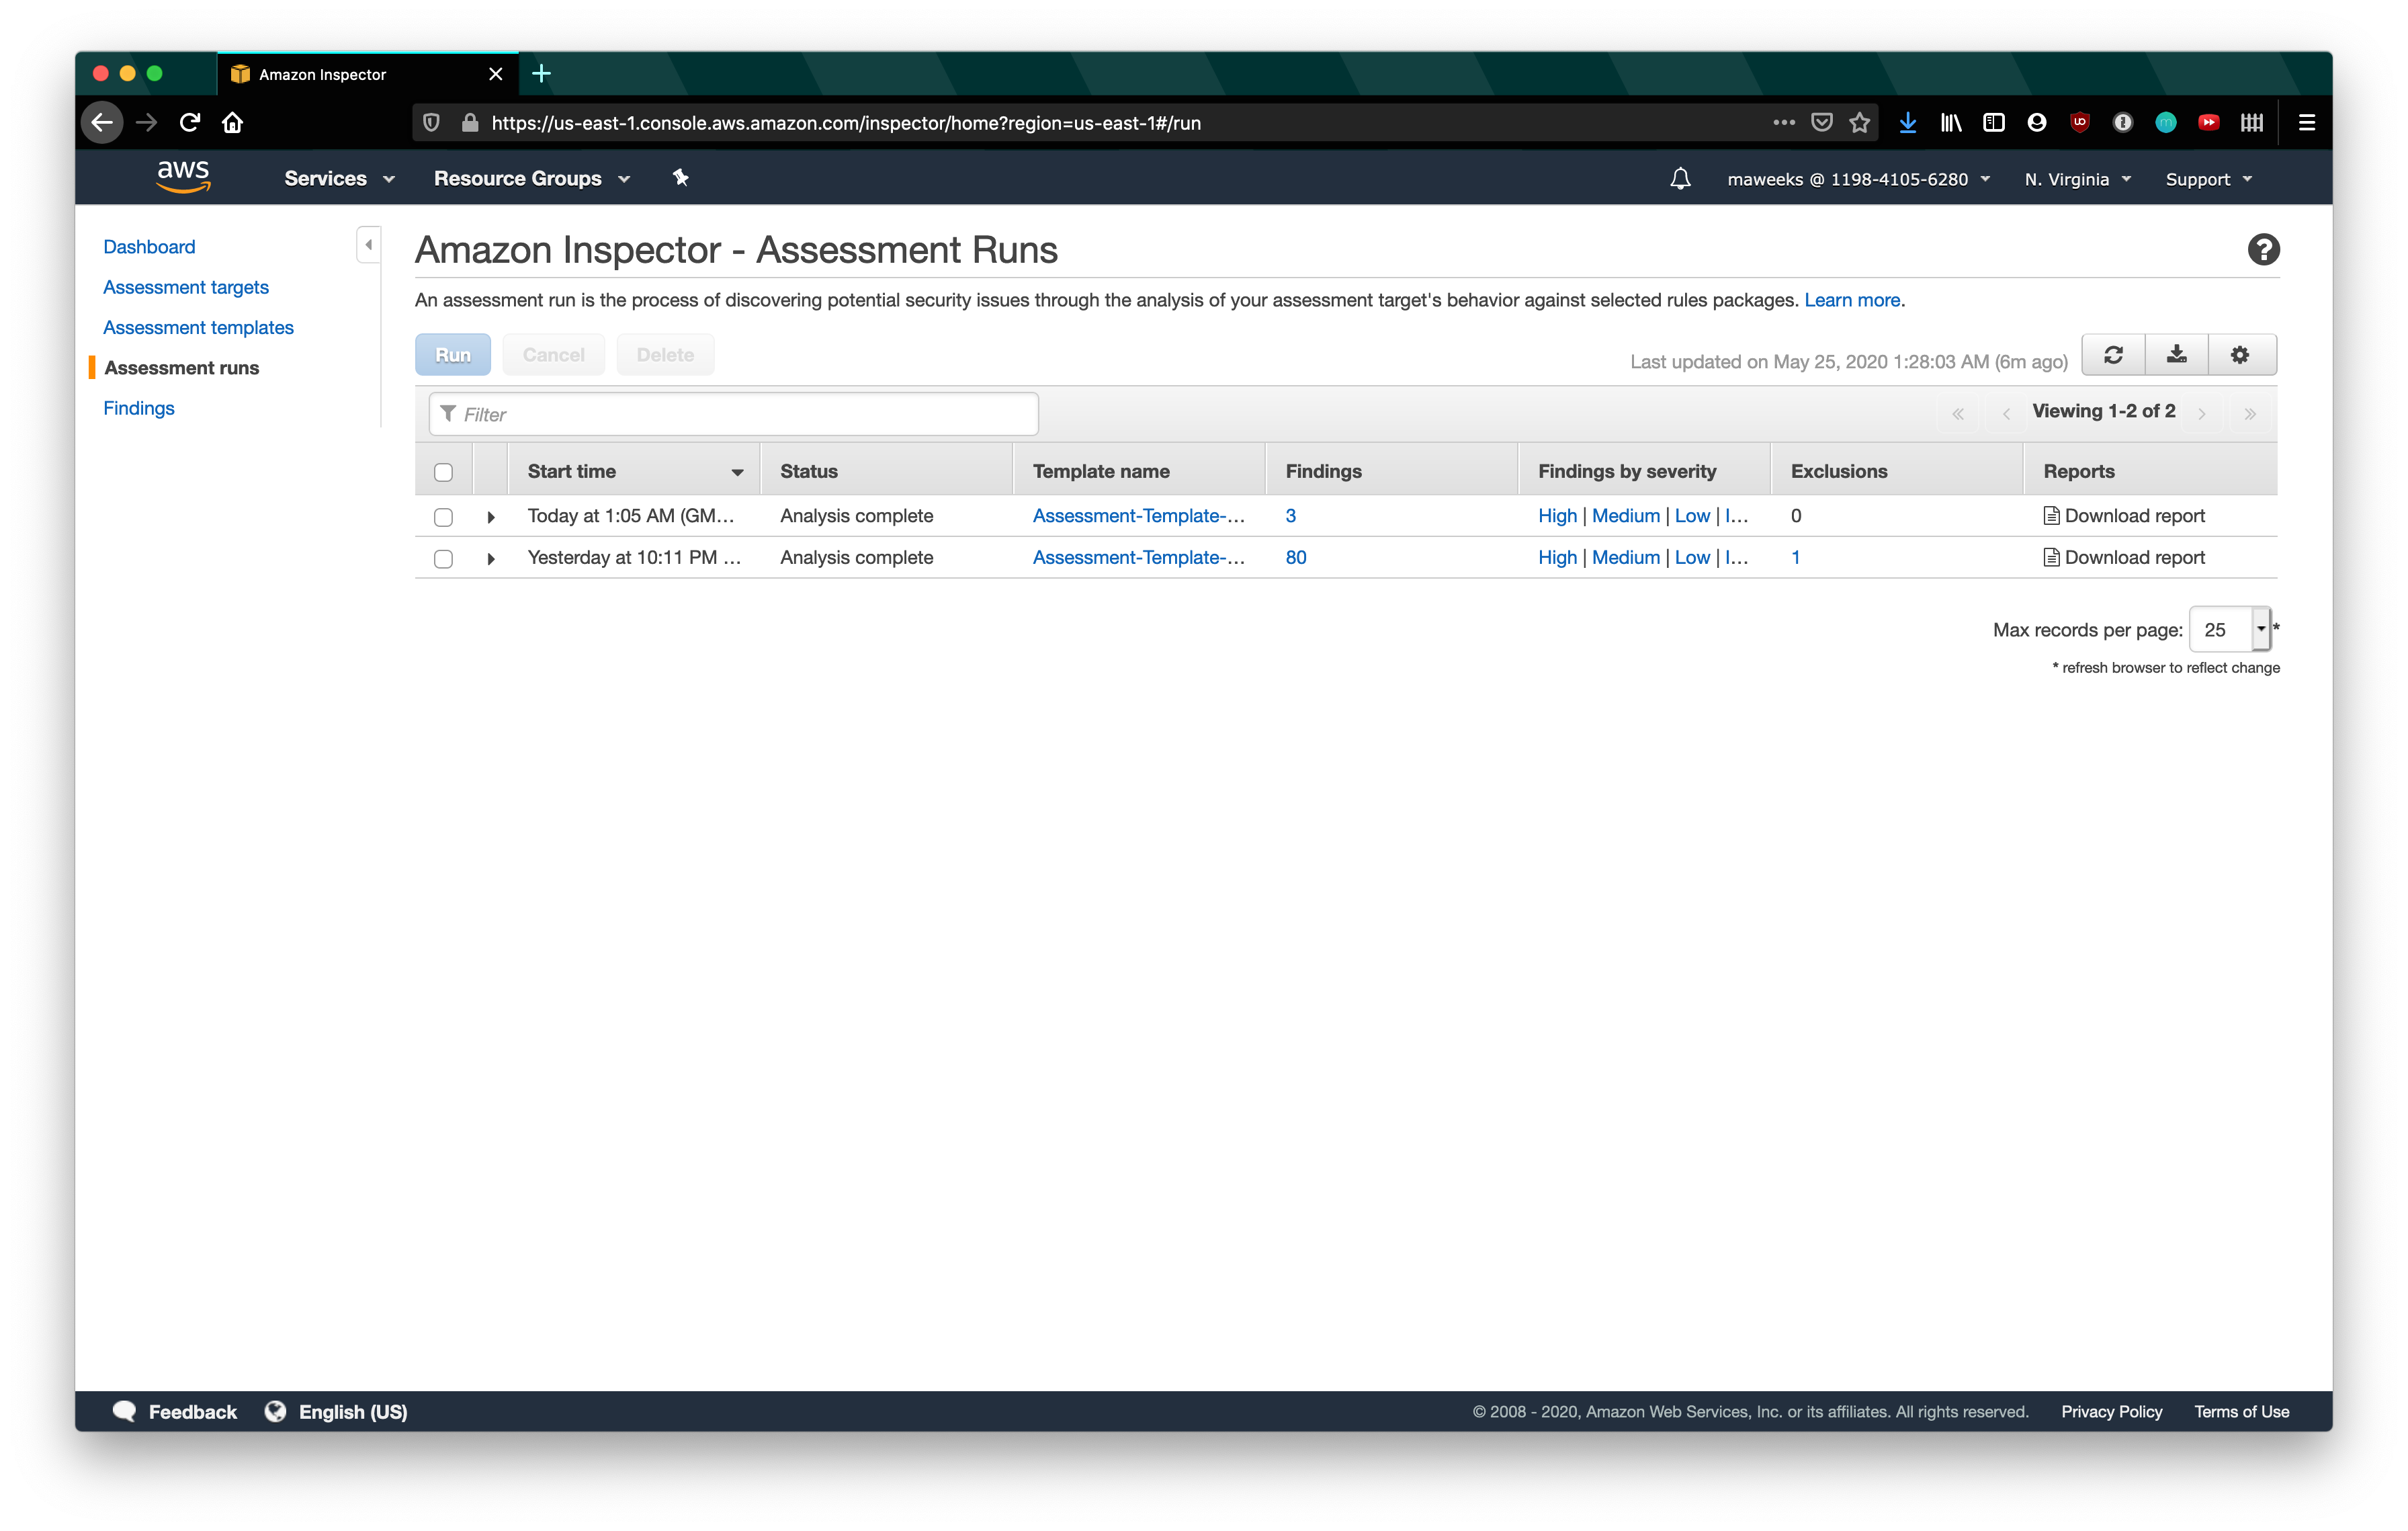 Amazon Inspector
https://us-east-1.console.aws.amazon.com/inspector/home?region=us-east-1#/run
aws Services Resource Groups maweeks @ 1198-4105-6280 N. Virginia Support
Dashboard
Assessment targets
Assessment templates
Assessment runs
Findings
Amazon Inspector - Assessment Runs
An assessment run is the process of discovering potential security issues through the analysis of your assessment target's behavior against selected rules packages. Learn more.
Run Cancel Delete Last updated on May 25, 2020 1:28:03 AM (6m ago)
Filter Viewing 1-2 of 2
Start time Status Template name Findings Findings by severity Exclusions Reports
Today at 1:05 AM (GM... Analysis complete Assessment-Template-... 3 High | Medium | Low | I... 0 Download report
Yesterday at 10:11 PM ... Analysis complete Assessment-Template-... 80 High | Medium | Low | I... 1 Download report
Max records per page: 25 *
* refresh browser to reflect change
Feedback English (US) © 2008 - 2020, Amazon Web Services, Inc. or its affiliates. All rights reserved. Privacy Policy Terms of Use